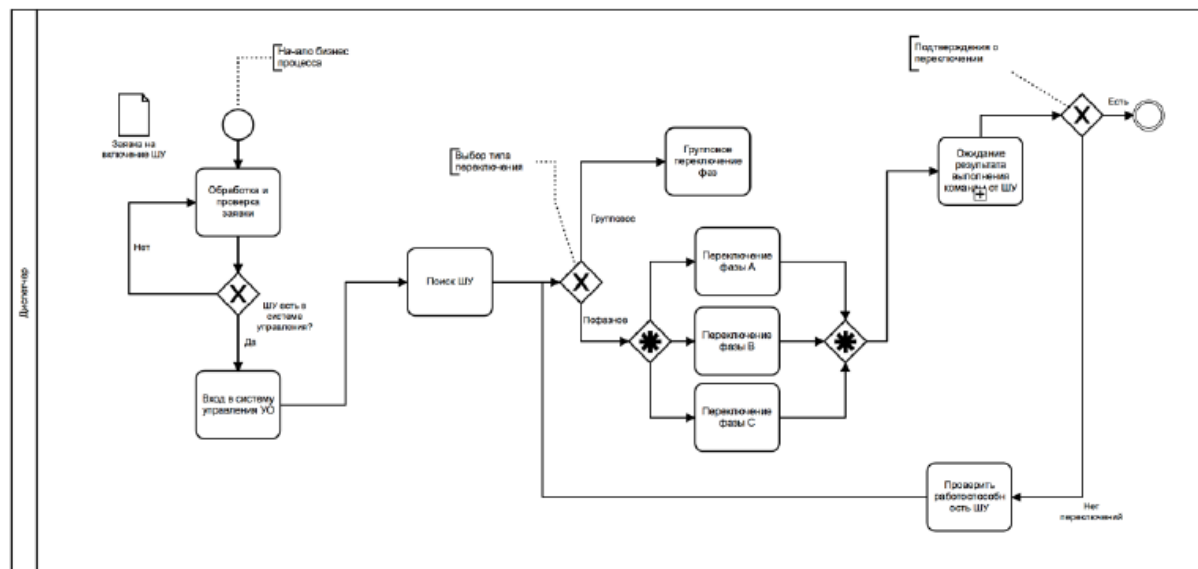 Диспетчер
Начало бизнес
процесса
Заявка на
включение ШУ
Обработка и
проверка
заявки
Нет
ШУ есть в
системе
управления?
Да
Вход в систему
управления УО
Поиск ШУ
Выбор типа
переключения
Групповое
Пофазное
Групповое
переключение
фаз
Переключение
фазы А
Переключение
фазы В
Переключение
фазы С
Ожидание
результата
выполнения
команды от ШУ
Подтверждения о
переключении
Есть
Проверить
работоспособн
ость ШУ
Нет
переключений